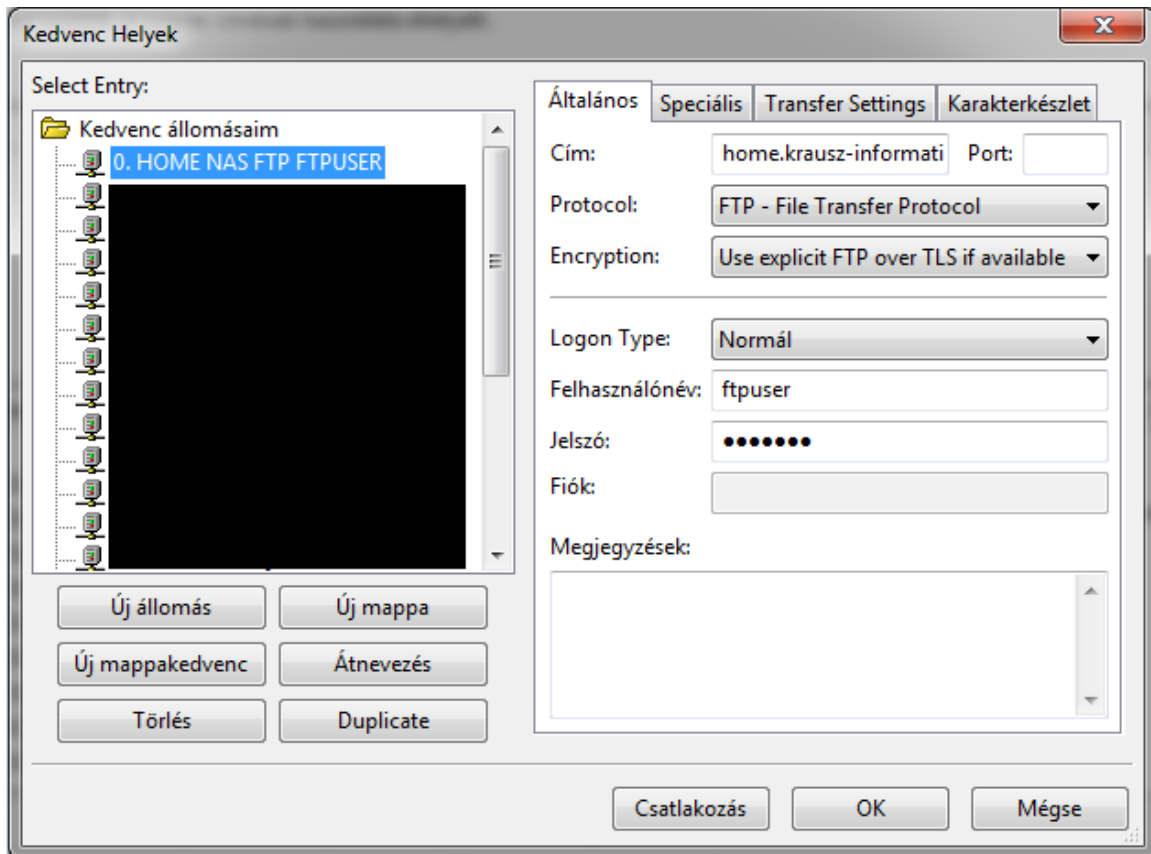 Kedvenc Helyek
Select Entry:
Kedvenc állomásaim
0. HOME NAS FTP FTPUSER
Új állomás
Új mappa
Új mappakedvenc
Átnevezés
Törlés
Duplicate
Általános
Speciális
Transfer Settings
Karakterkészlet
Cím:
home.krausz-informati
Port:
Protocol:
FTP - File Transfer Protocol
Encryption:
Use explicit FTP over TLS if available
Logon Type:
Normál
Felhasználónév:
ftpuser
Jelszó:
●●●●●●●
Fiók:
Megjegyzések:
Csatlakozás
OK
Mégse